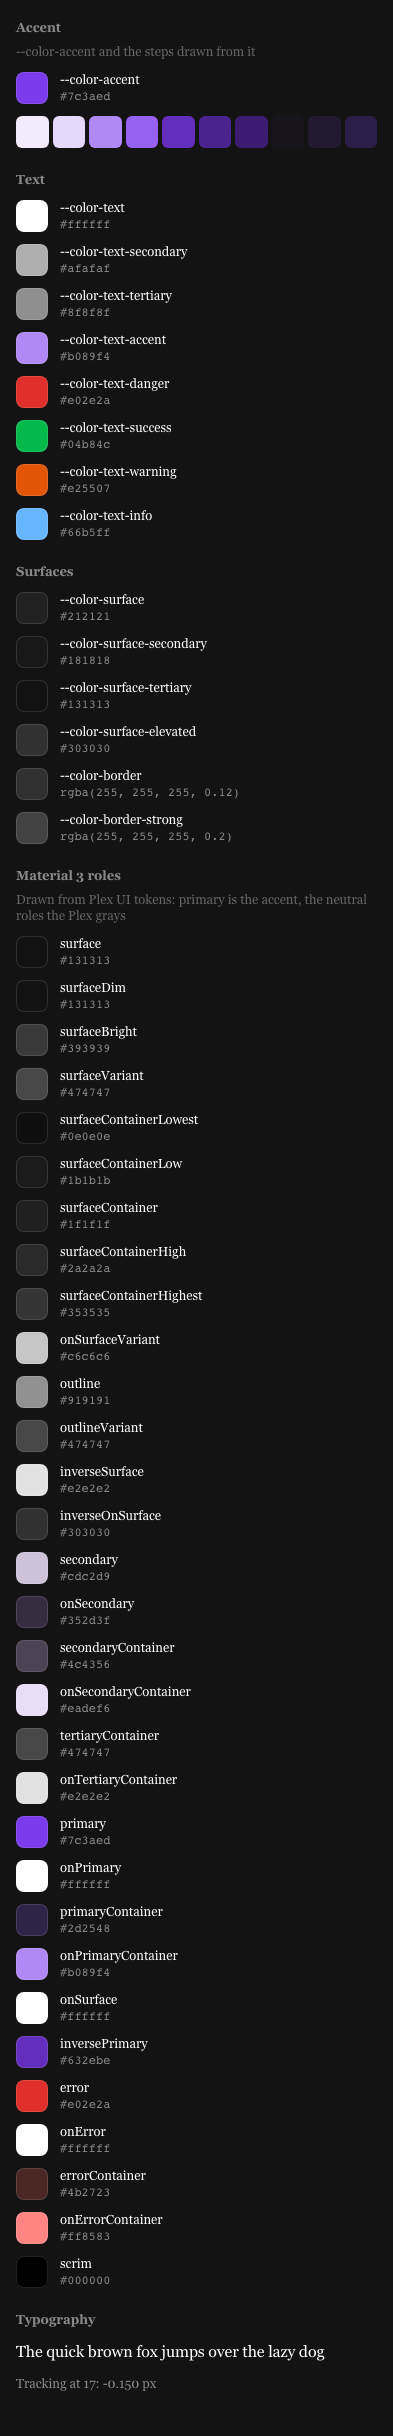 Accent
--color-accent and the steps drawn from it
--color-accent
#7c3aed
Text
--color-text
#ffffff
--color-text-secondary
#afafaf
--color-text-tertiary
#8f8f8f
--color-text-accent
#b089f4
--color-text-danger
#e02e2a
--color-text-success
#04b84c
--color-text-warning
#e25507
--color-text-info
#66b5ff
Surfaces
--color-surface
#212121
--color-surface-secondary
#181818
--color-surface-tertiary
#131313
--color-surface-elevated
#303030
--color-border
rgba(255, 255, 255, 0.12)
--color-border-strong
rgba(255, 255, 255, 0.2)
Material 3 roles
Drawn from Plex UI tokens: primary is the accent, the neutral
roles the Plex grays
surface
#131313
surfaceDim
#131313
surfaceBright
#393939
surfaceVariant
#474747
surfaceContainerLowest
#0e0e0e
surfaceContainerLow
#1b1b1b
surfaceContainer
#1f1f1f
surfaceContainerHigh
#2a2a2a
surfaceContainerHighest
#353535
onSurfaceVariant
#c6c6c6
outline
#919191
outlineVariant
#474747
inverseSurface
#e2e2e2
inverseOnSurface
#303030
secondary
#cdc2d9
onSecondary
#352d3f
secondaryContainer
#4c4356
onSecondaryContainer
#eadef6
tertiaryContainer
#474747
onTertiaryContainer
#e2e2e2
primary
#7c3aed
onPrimary
#ffffff
primaryContainer
#2d2548
onPrimaryContainer
#b089f4
onSurface
#ffffff
inversePrimary
#632ebe
error
#e02e2a
onError
#ffffff
errorContainer
#4b2723
onErrorContainer
#ff8583
scrim
#000000
Typography
The quick brown fox jumps over the lazy dog
Tracking at 17: -0.150 px